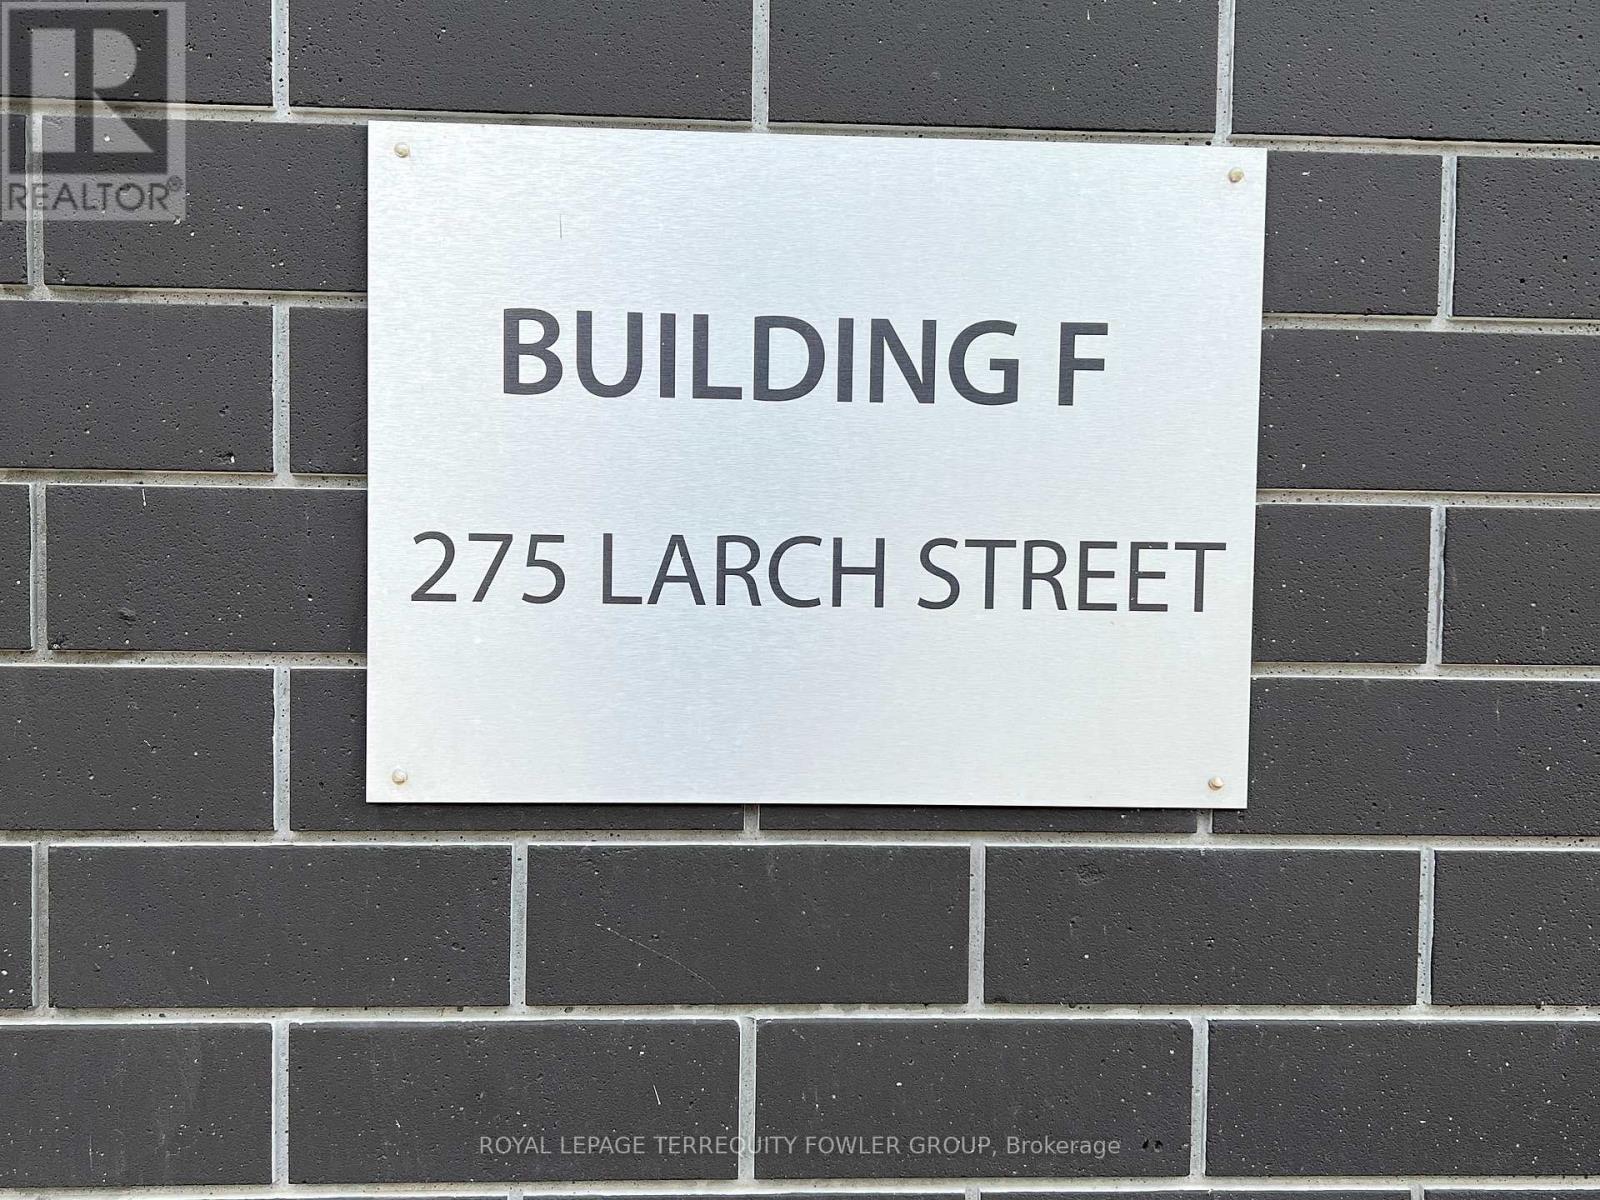 REALTOR®
BUILDING F
275 LARCH STREET
ROYAL LEPAGE TERREQUITY FOWLER GROUP, Brokerage